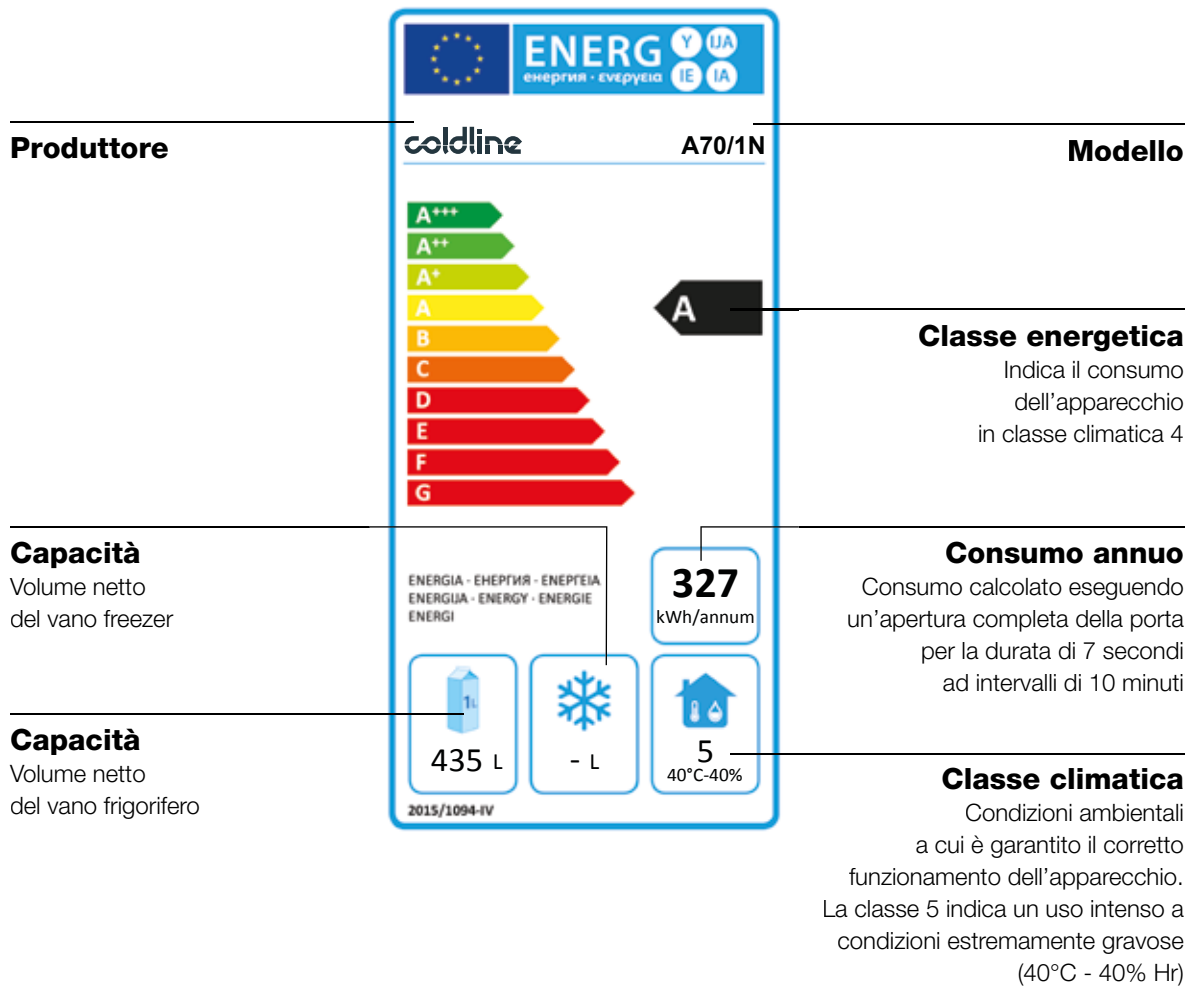 ENERG
енергия · ενεργεια
Y
IJA
IE
IA
Produttore
coldline
A70/1N
Modello
A+++
A++
A+
A
B
C
D
E
F
G
A
Classe energetica
Indica il consumo
dell'apparecchio
in classe climatica 4
Capacità
Volume netto
del vano freezer
ENERGIA - ЕНЕРГИЯ - ΕΝΕΡΓΕΙΑ
ENERGIJA - ENERGY - ENERGIE
ENERGI
327
kWh/annum
Consumo annuo
Consumo calcolato eseguendo
un'apertura completa della porta
per la durata di 7 secondi
ad intervalli di 10 minuti
Capacità
Volume netto
del vano frigorifero
1L
435 L
- L
5
40°C-40%
2015/1094-IV
Classe climatica
Condizioni ambientali
a cui è garantito il corretto
funzionamento dell'apparecchio.
La classe 5 indica un uso intenso a
condizioni estremamente gravose
(40°C - 40% Hr)